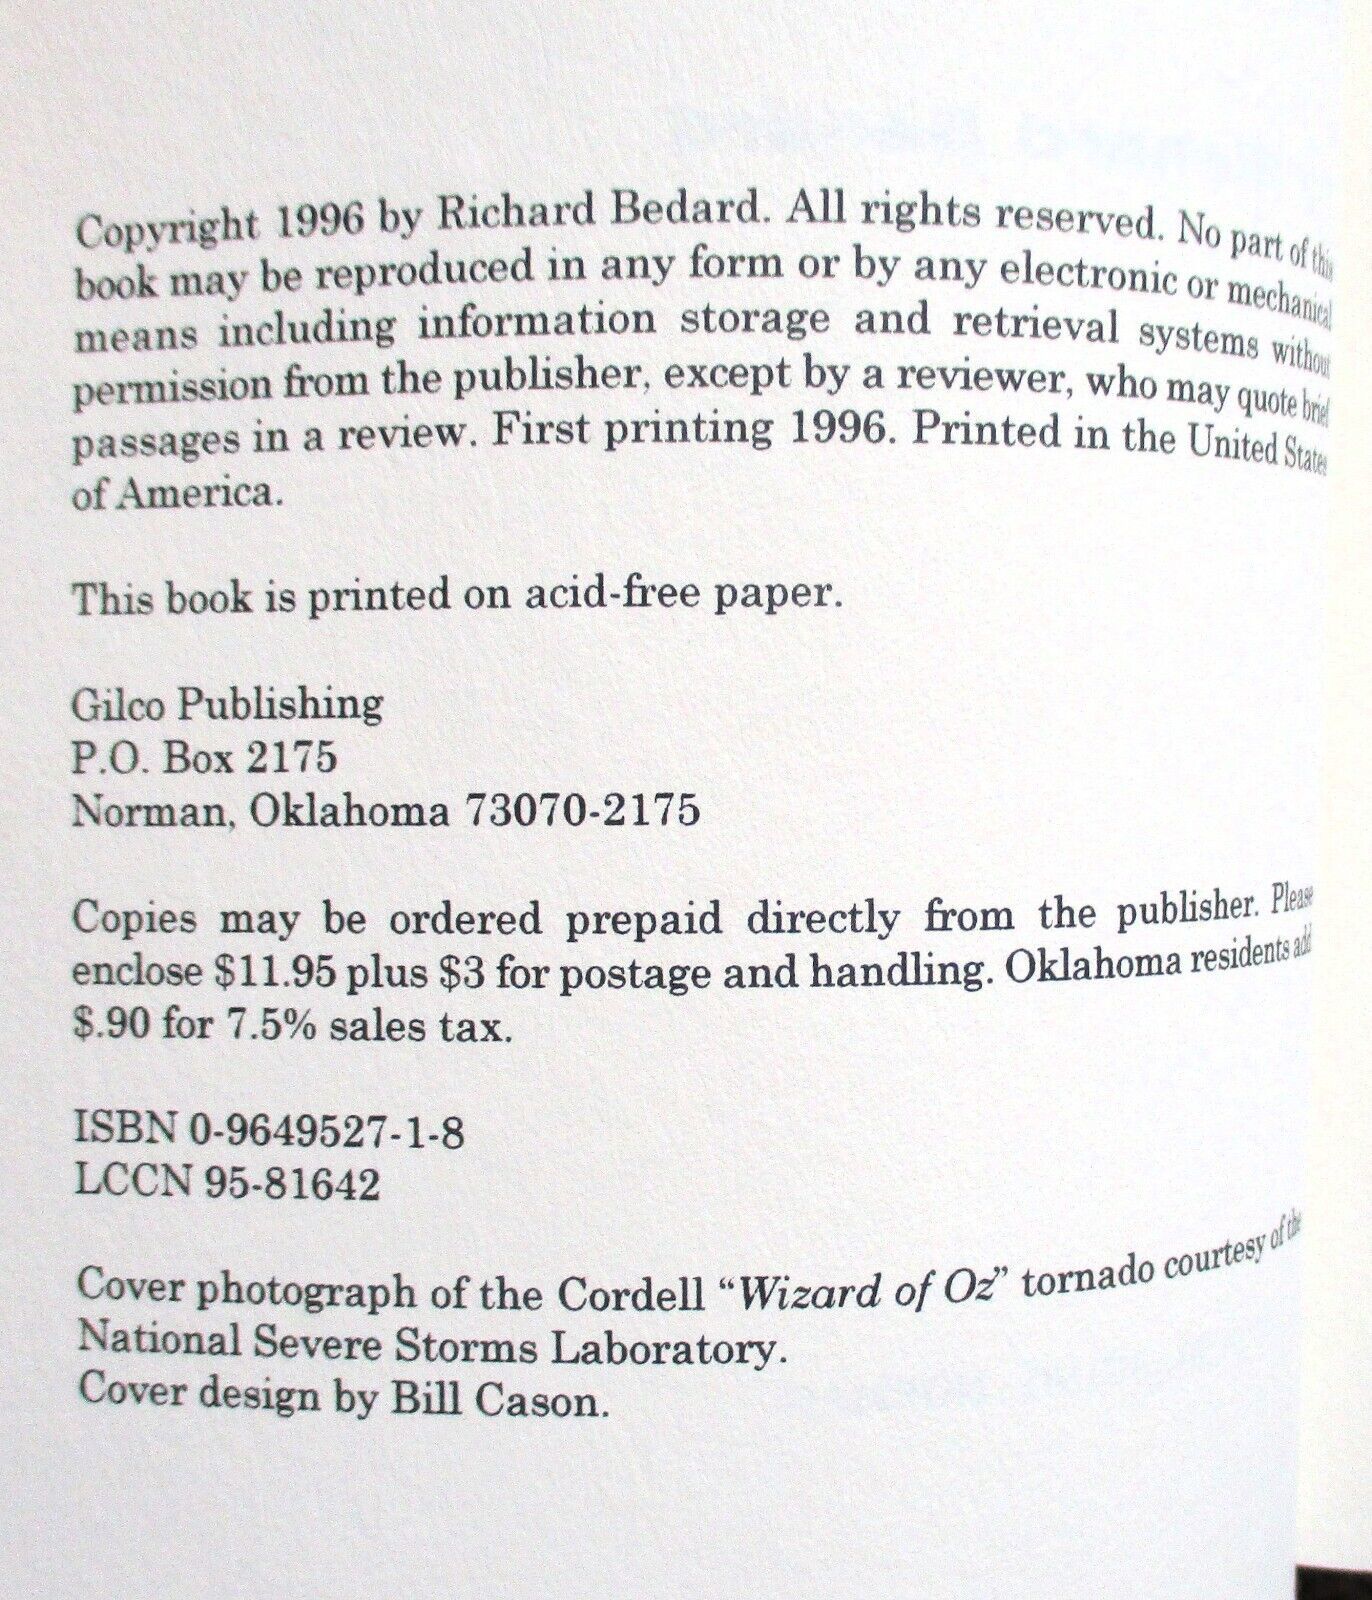 Copyright 1996 by Richard Bedard. All rights reserved. No part of this
book may be reproduced in any form or by any electronic or mechanical
means including information storage and retrieval systems without
permission from the publisher, except by a reviewer, who may quote brief
passages in a review. First printing 1996. Printed in the United States
of America.
This book is printed on acid-free paper.
Gilco Publishing
P.O. Box 2175
Norman, Oklahoma 73070-2175
Copies may be ordered prepaid directly from the publisher. Please
enclose $11.95 plus $3 for postage and handling. Oklahoma residents add
$.90 for 7.5% sales tax.
ISBN 0-9649527-1-8
LCCN 95-81642
Cover photograph of the Cordell “Wizard of Oz” tornado courtesy of the
National Severe Storms Laboratory.
Cover design by Bill Cason.